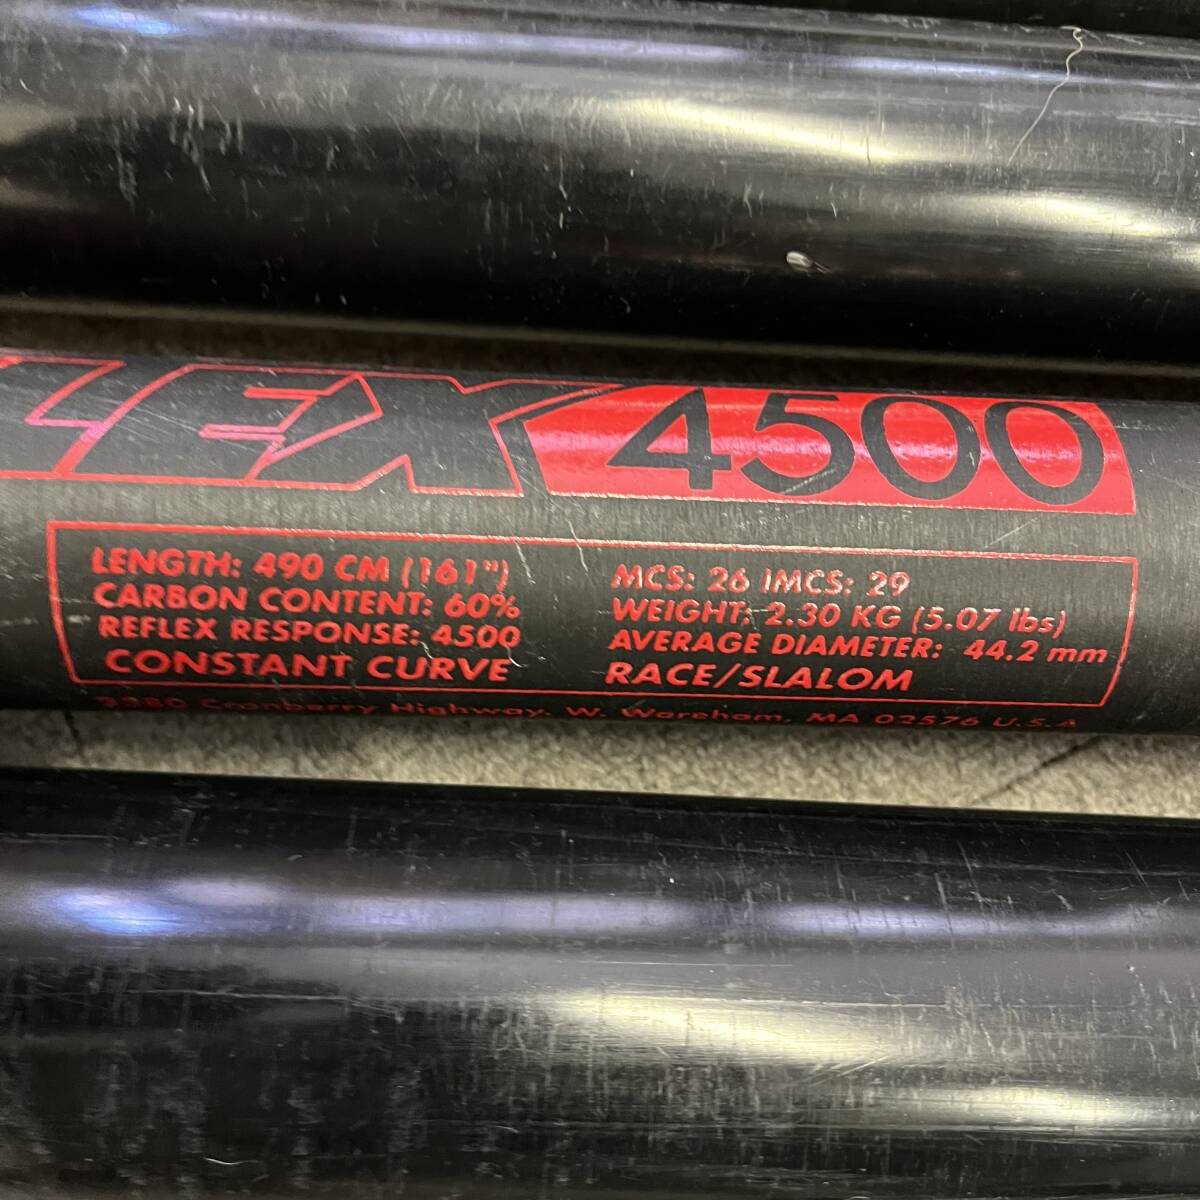 LEX 4500
LENGTH: 490 CM (161")
CARBON CONTENT: 60%
REFLEX RESPONSE: 4500
CONSTANT CURVE
MCS: 26 IMCS: 29
WEIGHT: 2.30 KG (5.07 lbs)
AVERAGE DIAMETER: 44.2 mm
RACE/SLALOM
Cranberry Highway, W. Wareham, MA 02576 U.S.A